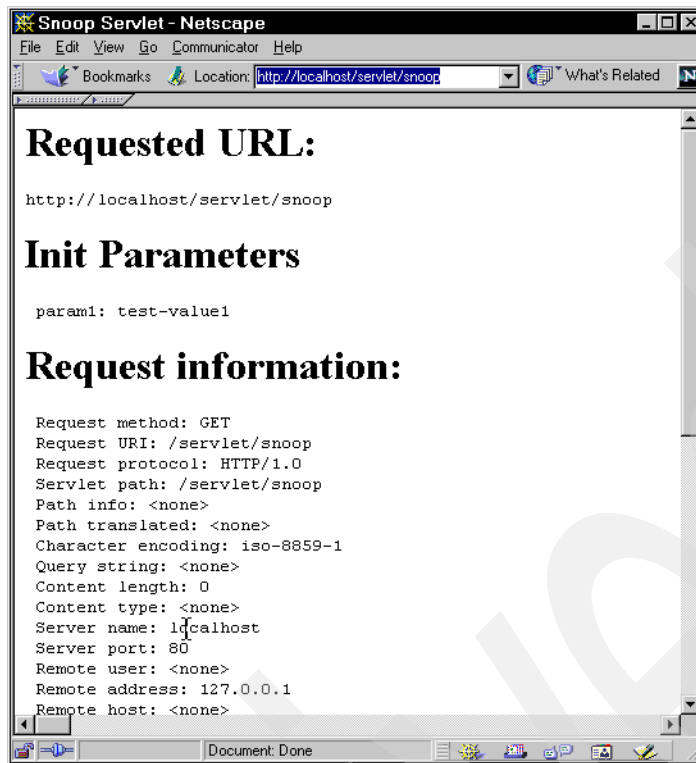 Snoop Servlet - Netscape
File Edit View Go Communicator Help
Bookmarks Location: http://localhost/servlet/snoop What's Related N
Requested URL:
http://localhost/servlet/snoop
Init Parameters
param1: test-value1
Request information:
Request method: GET
Request URI: /servlet/snoop
Request protocol: HTTP/1.0
Servlet path: /servlet/snoop
Path info: <none>
Path translated: <none>
Character encoding: iso-8859-1
Query string: <none>
Content length: 0
Content type: <none>
Server name: localhost
Server port: 80
Remote user: <none>
Remote address: 127.0.0.1
Remote host: <none>
Document: Done